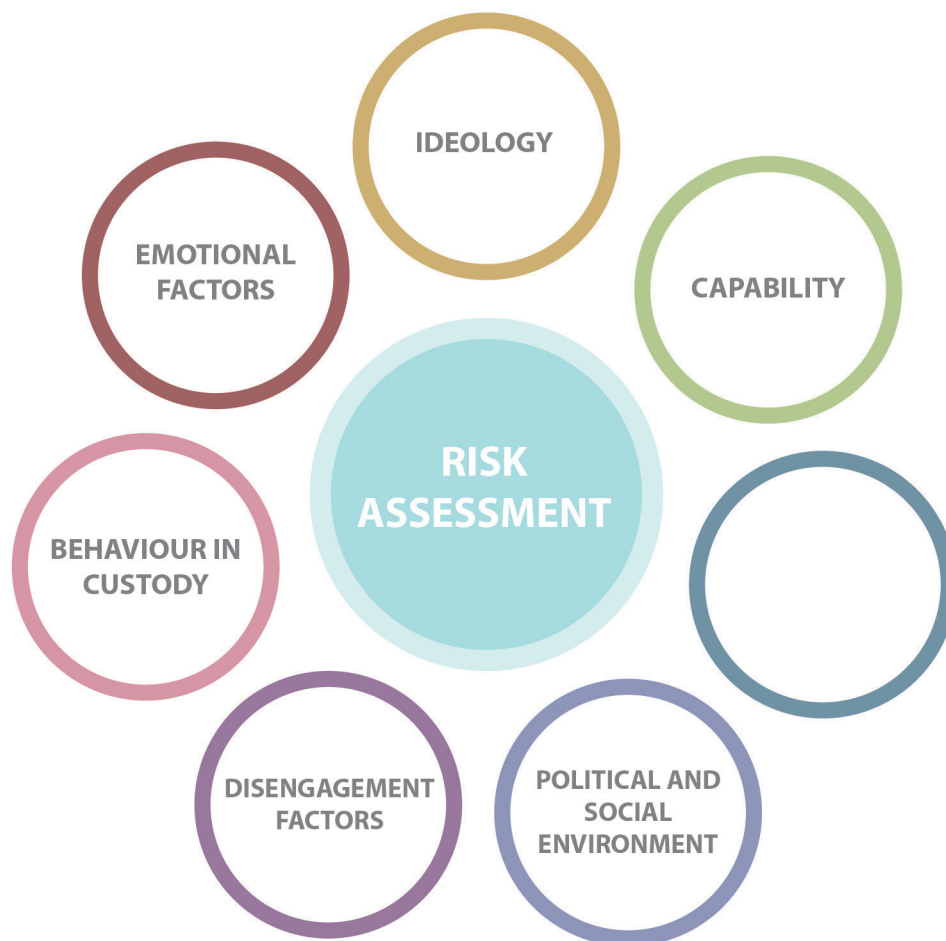 IDEOLOGY
EMOTIONAL
FACTORS
CAPABILITY
RISK
ASSESSMENT
BEHAVIOUR IN
CUSTODY
DISENGAGEMENT
FACTORS
POLITICAL AND
SOCIAL
ENVIRONMENT